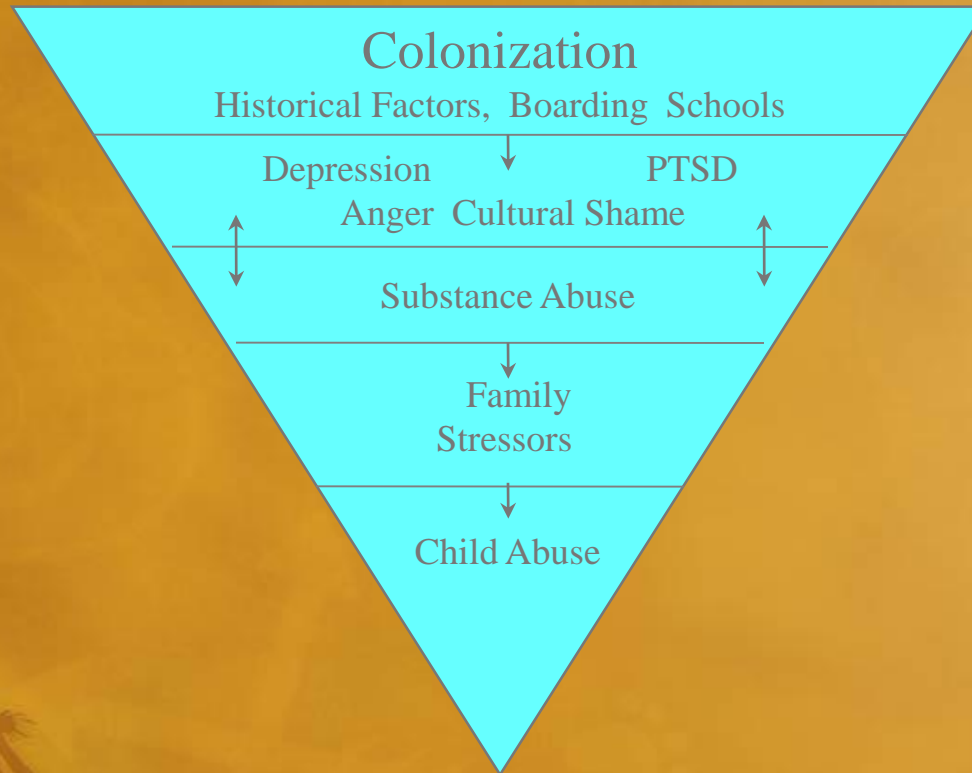 Colonization
Historical Factors, Boarding Schools
Depression PTSD
Anger Cultural Shame
Substance Abuse
Family
Stressors
Child Abuse